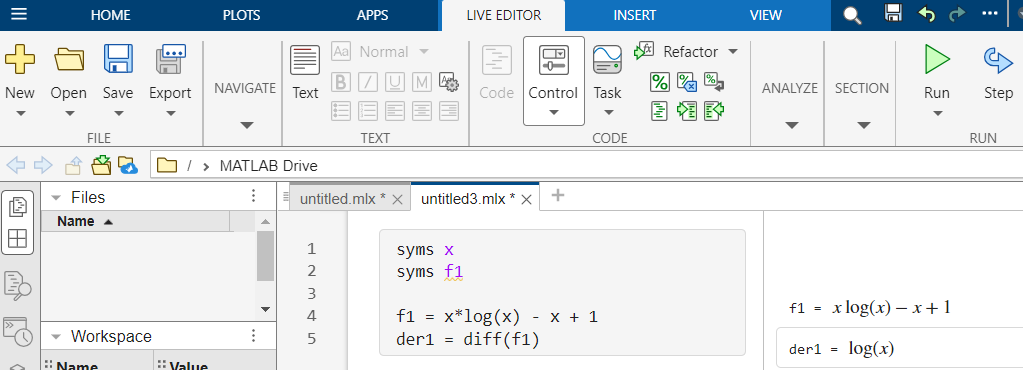 HOME PLOTS APPS LIVE EDITOR INSERT VIEW
Aa Normal
Refactor
B I U M
New Open Save Export NAVIGATE Text Code Control Task ANALYZE SECTION Run Step
FILE TEXT CODE RUN
/ › MATLAB Drive
Files
untitled.mlx * × untitled3.mlx * × +
Name
1 syms x
2 syms f1
3
4 f1 = x*log(x) - x + 1
5 der1 = diff(f1)
f1 = x log(x) − x + 1
der1 = log(x)
Workspace
Name Value